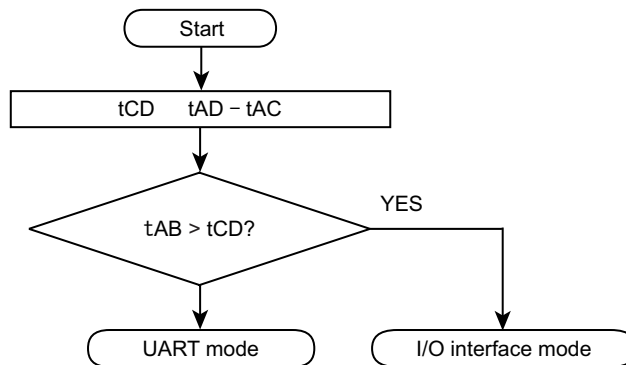 Start
tCD tAD – tAC
tAB > tCD?
YES
UART mode
I/O interface mode